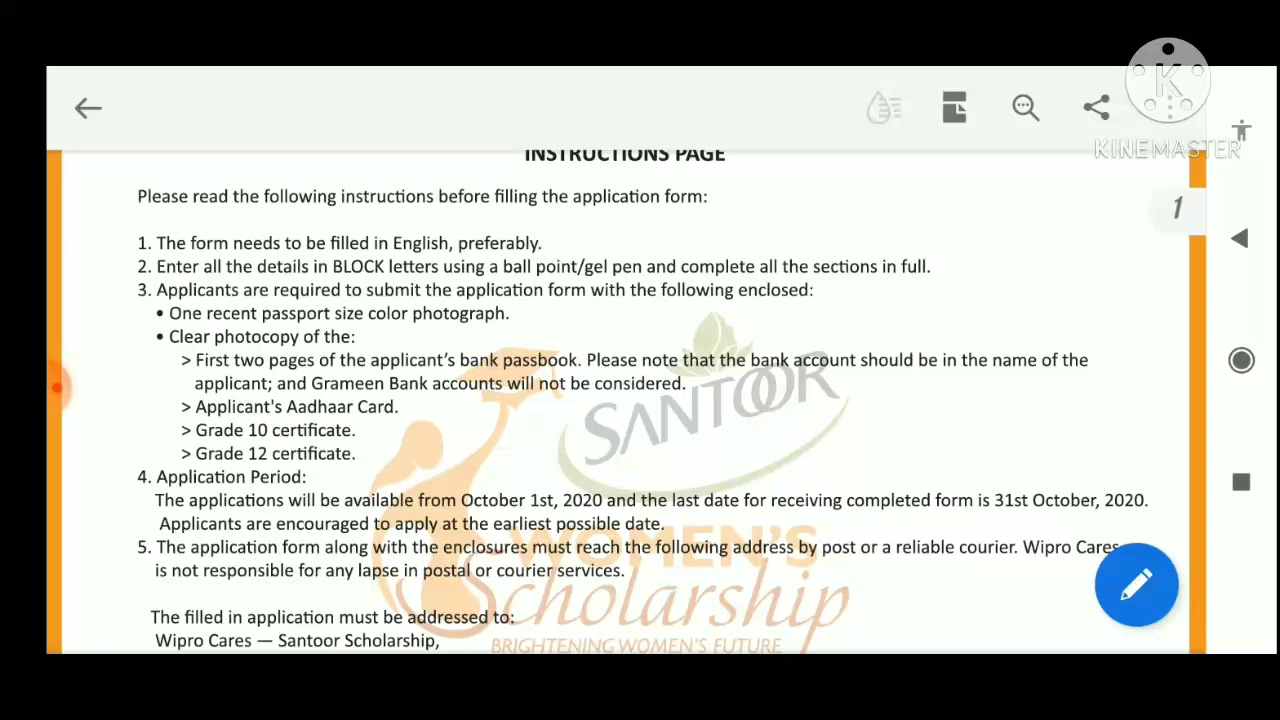 KINEMASTER
INSTRUCTIONS PAGE
1
Please read the following instructions before filling the application form:
1. The form needs to be filled in English, preferably.
2. Enter all the details in BLOCK letters using a ball point/gel pen and complete all the sections in full.
3. Applicants are required to submit the application form with the following enclosed:
• One recent passport size color photograph.
• Clear photocopy of the:
> First two pages of the applicant's bank passbook. Please note that the bank account should be in the name of the
applicant; and Grameen Bank accounts will not be considered.
> Applicant's Aadhaar Card.
> Grade 10 certificate.
> Grade 12 certificate.
SANTOOR
4. Application Period:
The applications will be available from October 1st, 2020 and the last date for receiving completed form is 31st October, 2020.
Applicants are encouraged to apply at the earliest possible date.
5. The application form along with the enclosures must reach the following address by post or a reliable courier. Wipro Cares
is not responsible for any lapse in postal or courier services.
WOMEN'S
Scholarship
BRIGHTENING WOMEN'S FUTURE
The filled in application must be addressed to:
Wipro Cares — Santoor Scholarship,